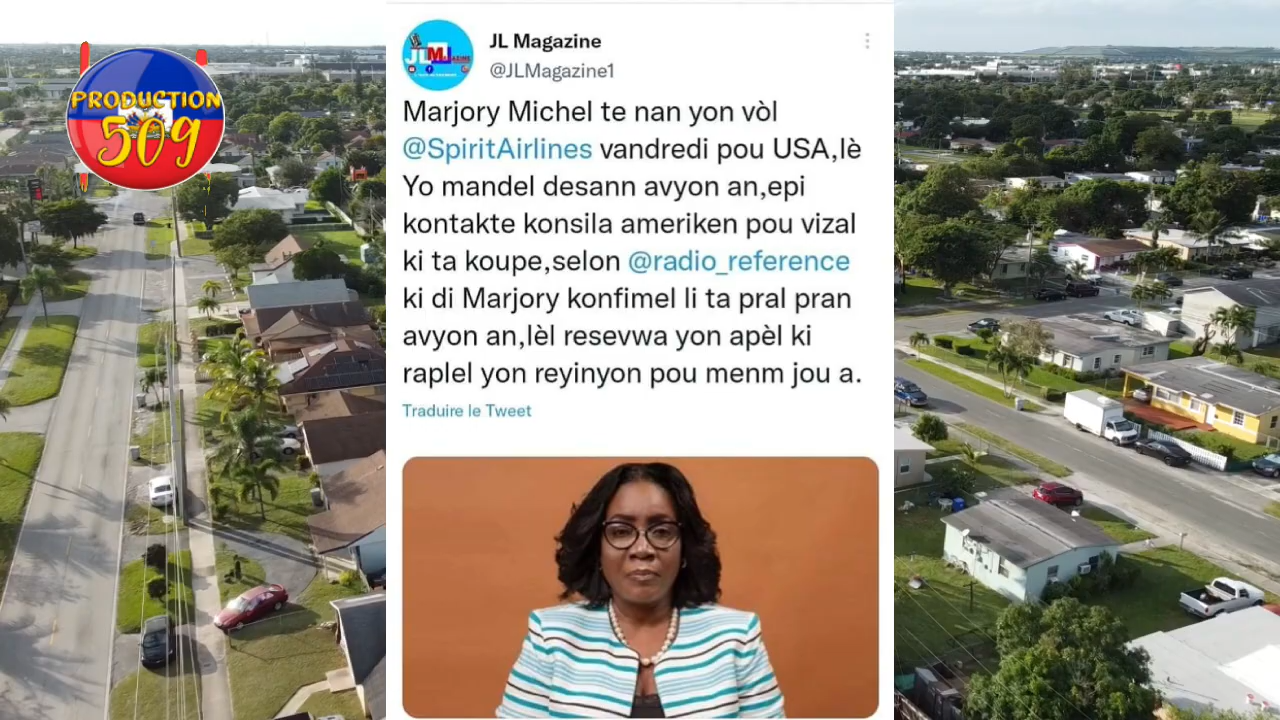 PRODUCTION
509
JL Magazine
@JLMagazine1
Marjory Michel te nan yon vòl
@SpiritAirlines vandredi pou USA,lè
Yo mandel desann avyon an,epi
kontakte konsila ameriken pou vizal
ki ta koupe,selon @radio_reference
ki di Marjory konfimel li ta pral pran
avyon an,lèl resevwa yon apèl ki
raplel yon reyinyon pou menm jou a.
Traduire le Tweet